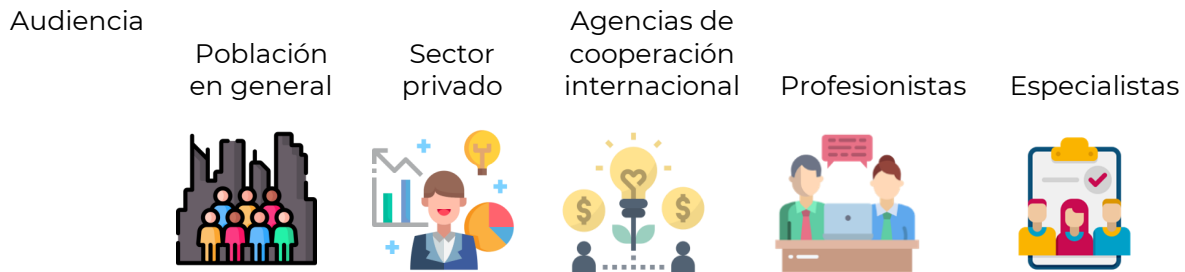 Audiencia
Población
en general
Sector
privado
Agencias de
cooperación
internacional
Profesionistas
Especialistas